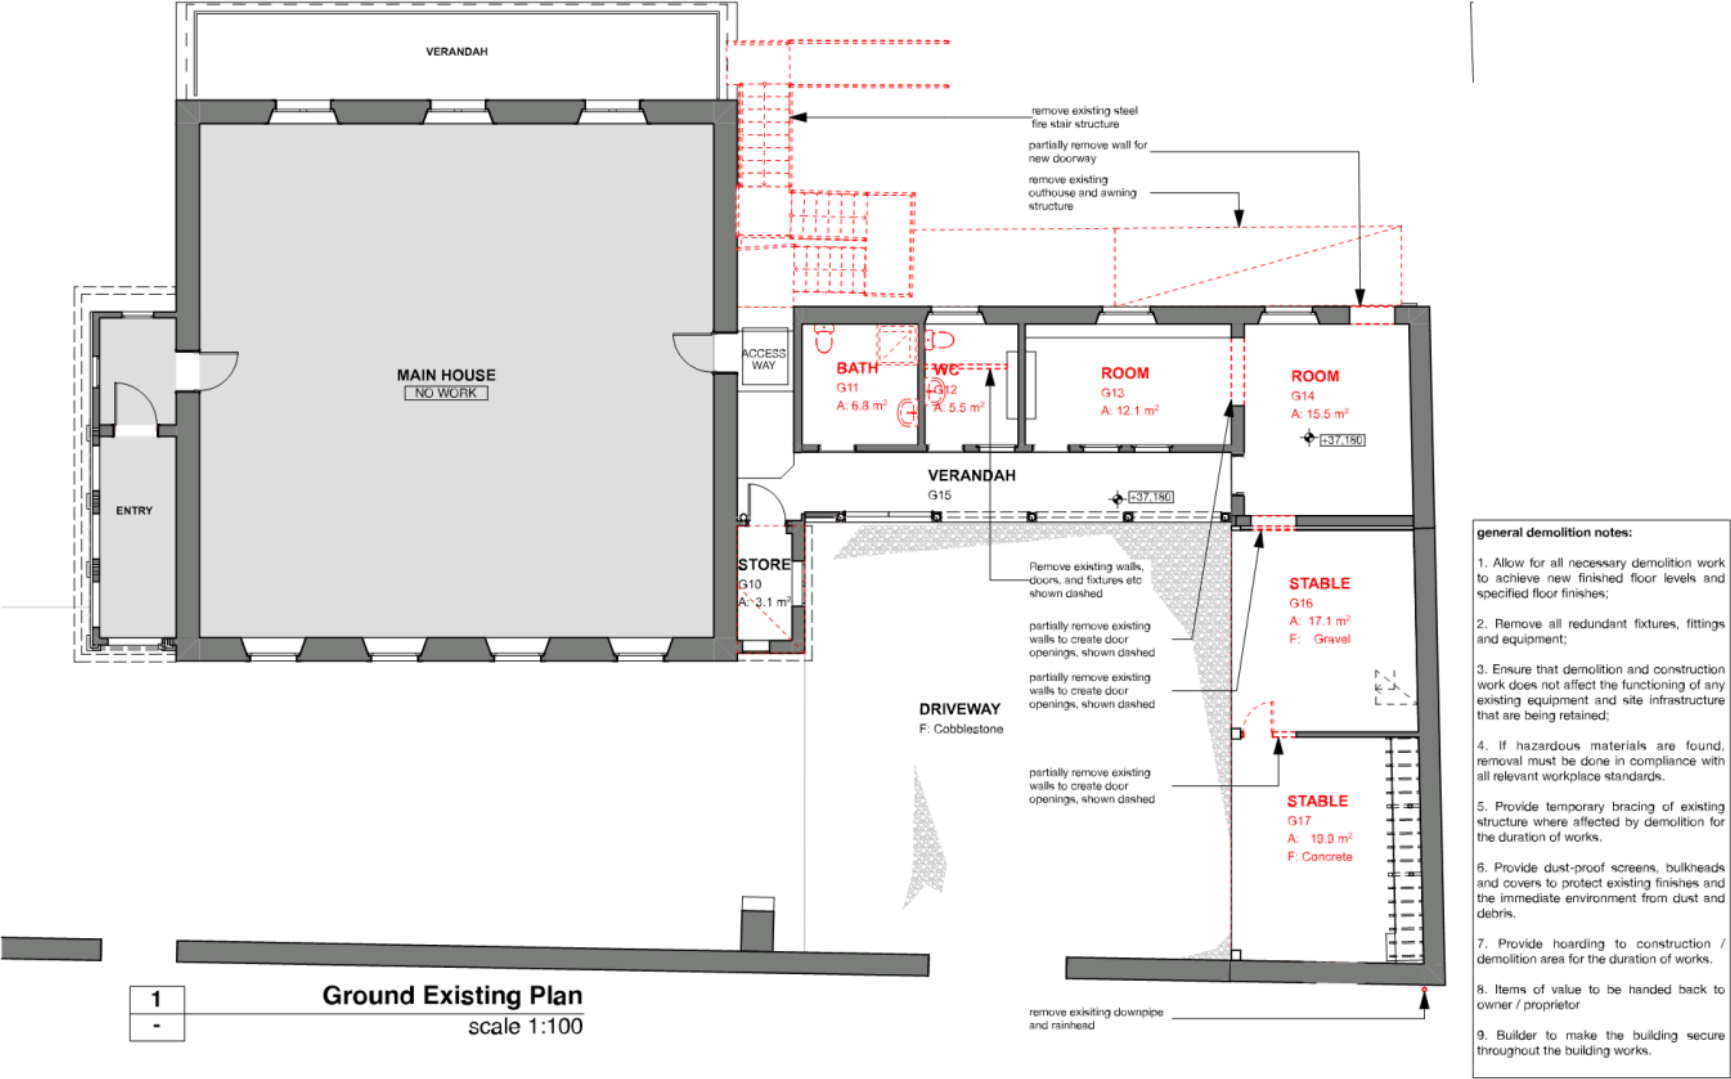 VERANDAH
remove existing steel
fire stair structure
partially remove wall for
new doorway
remove existing
outhouse and awning
structure
MAIN HOUSE
NO WORK
ACCESS
WAY
BATH
G11
A: 6.8 m²
WC
G12
A: 5.5 m²
ROOM
G13
A: 12.1 m²
ROOM
G14
A: 15.5 m²
+37,180
VERANDAH
G15
+37,180
ENTRY
STORE
G10
A: 3.1 m²
Remove existing walls,
doors, and fixtures etc
shown dashed
partially remove existing
walls to create door
openings, shown dashed
partially remove existing
walls to create door
openings, shown dashed
STABLE
G16
A: 17.1 m²
F: Gravel
DRIVEWAY
F: Cobblestone
partially remove existing
walls to create door
openings, shown dashed
STABLE
G17
A: 19.9 m²
F: Concrete
remove exisiting downpipe
and rainhead
1
-
Ground Existing Plan
scale 1:100
general demolition notes:
1. Allow for all necessary demolition work
to achieve new finished floor levels and
specified floor finishes;
2. Remove all redundant fixtures, fittings
and equipment;
3. Ensure that demolition and construction
work does not affect the functioning of any
existing equipment and site infrastructure
that are being retained;
4. If hazardous materials are found,
removal must be done in compliance with
all relevant workplace standards.
5. Provide temporary bracing of existing
structure where affected by demolition for
the duration of works.
6. Provide dust-proof screens, bulkheads
and covers to protect existing finishes and
the immediate environment from dust and
debris.
7. Provide hoarding to construction /
demolition area for the duration of works.
8. Items of value to be handed back to
owner / proprietor
9. Builder to make the building secure
throughout the building works.